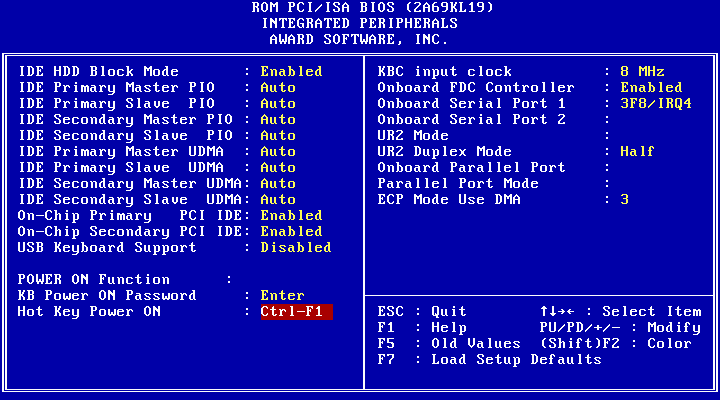 ROM PCI/ISA BIOS (2A69KL19)
INTEGRATED PERIPHERALS
AWARD SOFTWARE, INC.
IDE HDD Block Mode : Enabled
IDE Primary Master PIO : Auto
IDE Primary Slave PIO : Auto
IDE Secondary Master PIO : Auto
IDE Secondary Slave PIO : Auto
IDE Primary Master UDMA : Auto
IDE Primary Slave UDMA : Auto
IDE Secondary Master UDMA: Auto
IDE Secondary Slave UDMA: Auto
On-Chip Primary PCI IDE: Enabled
On-Chip Secondary PCI IDE: Enabled
USB Keyboard Support : Disabled
POWER ON Function :
KB Power ON Password : Enter
Hot Key Power ON : Ctrl-F1
KBC input clock : 8 MHz
Onboard FDC Controller : Enabled
Onboard Serial Port 1 : 3F8/IRQ4
Onboard Serial Port 2 :
UR2 Mode :
UR2 Duplex Mode : Half
Onboard Parallel Port :
Parallel Port Mode :
ECP Mode Use DMA : 3
ESC : Quit ↑↓→← : Select Item
F1 : Help PU/PD/+/- : Modify
F5 : Old Values (Shift)F2 : Color
F7 : Load Setup Defaults